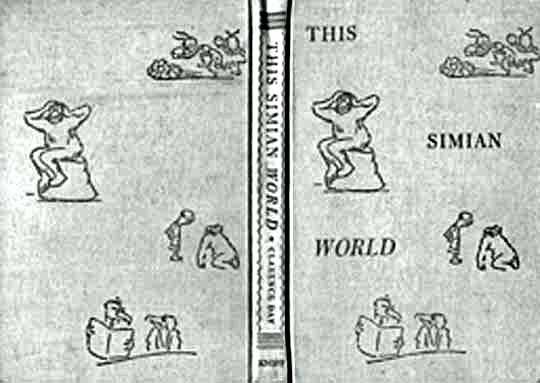 THIS SIMIAN WORLD • CLARENCE DAY
KNOPF
THIS
SIMIAN
WORLD